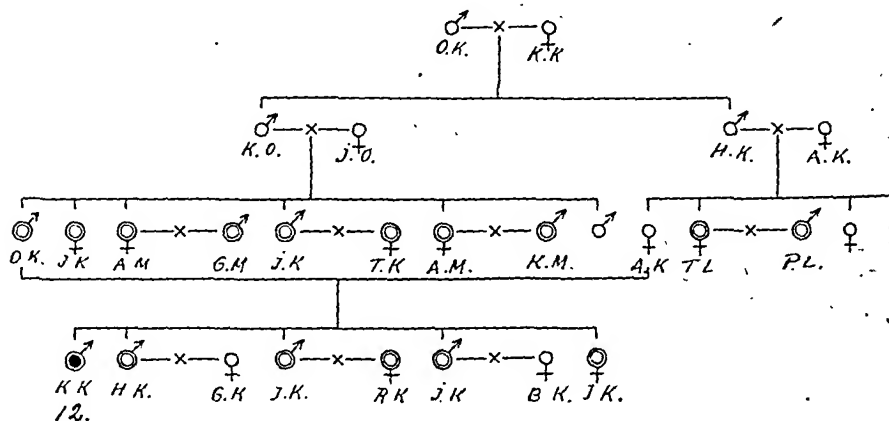 O.K. K.K
K.O. J.O. H.K. A.K.
O.K. J.K A.M G.M J.K T.K A.M. K.M. A.K T L P.L.
K K H K. G.K J.K. R K J.K B K. J K.
12.